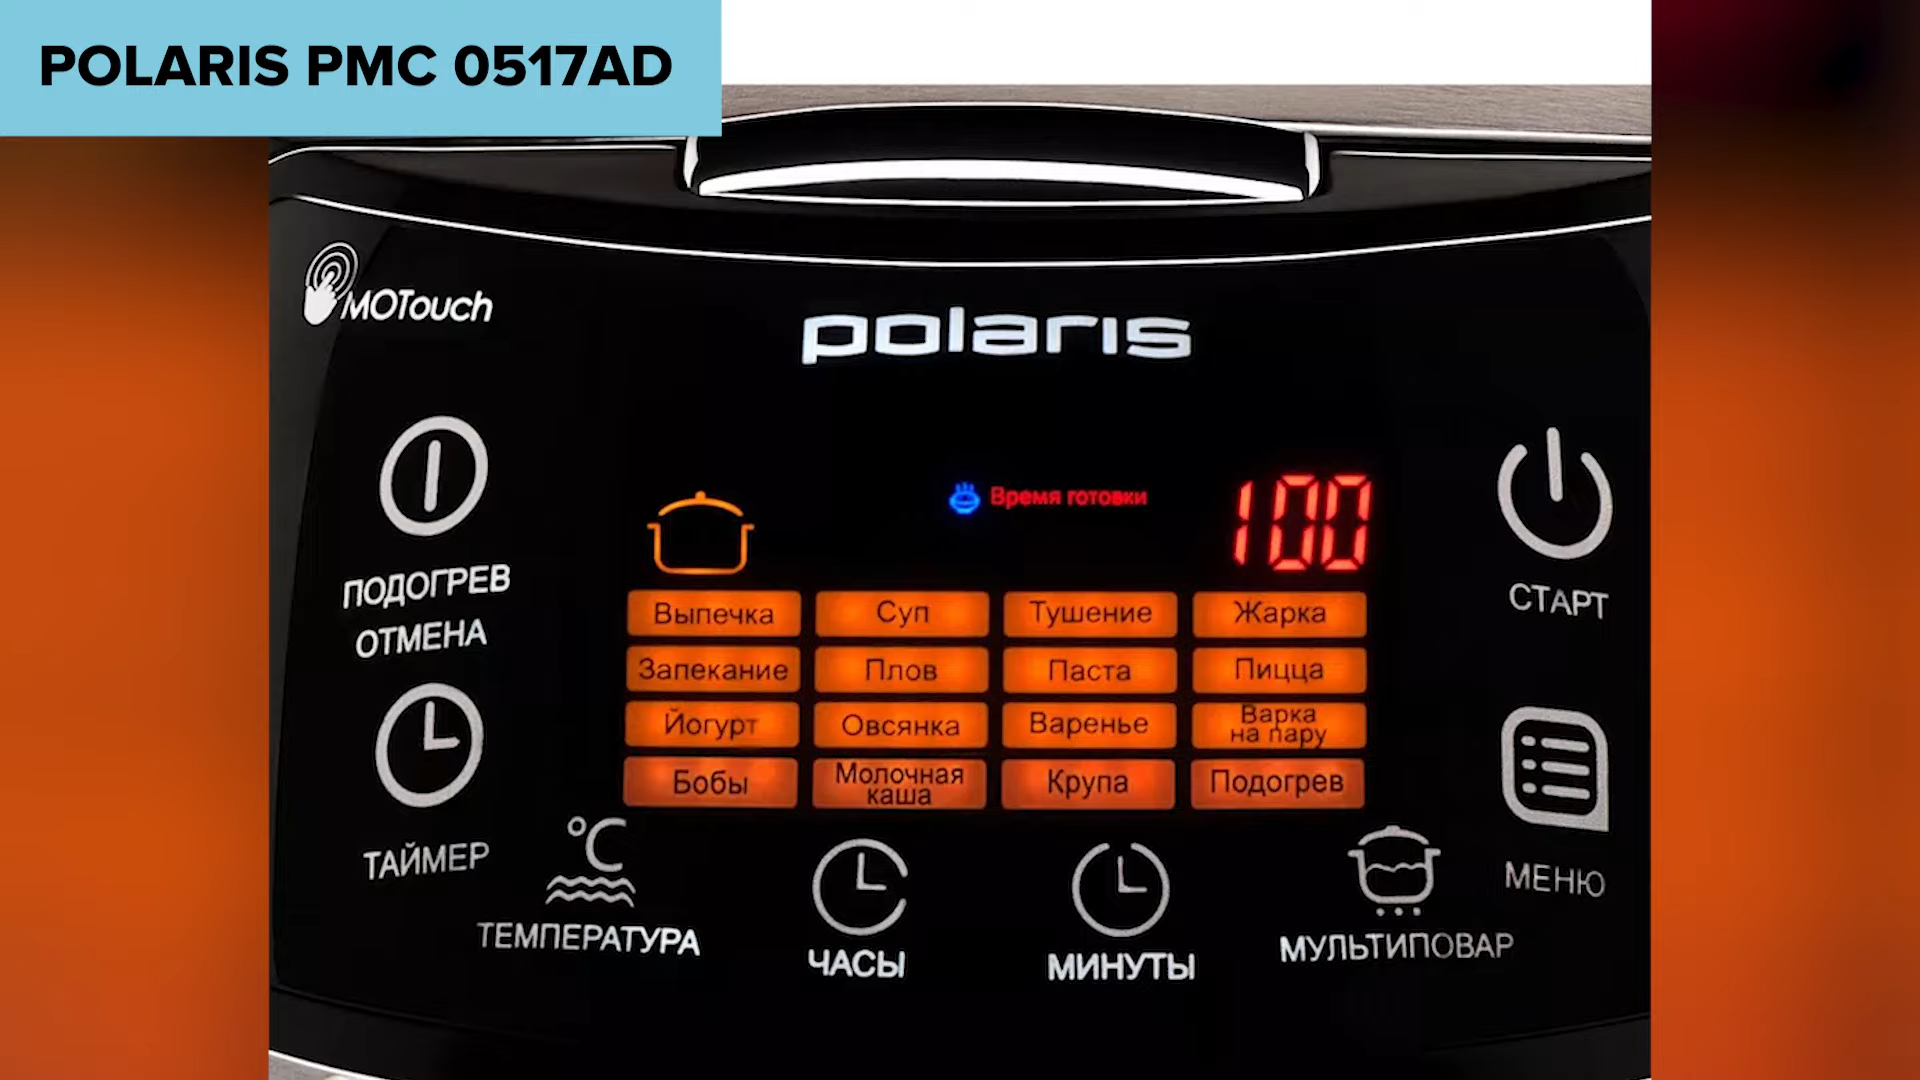 POLARIS PMC 0517AD
MOTouch
polaris
Время готовки
100
ПОДОГРЕВ
ОТМЕНА
СТАРТ
Выпечка Суп Тушение Жарка
Запекание Плов Паста Пицца
Йогурт Овсянка Варенье Варка
на пару
Бобы Молочная
каша Крупа Подогрев
ТАЙМЕР
°C
ТЕМПЕРАТУРА
ЧАСЫ
МИНУТЫ
МУЛЬТИПОВАР
МЕНЮ